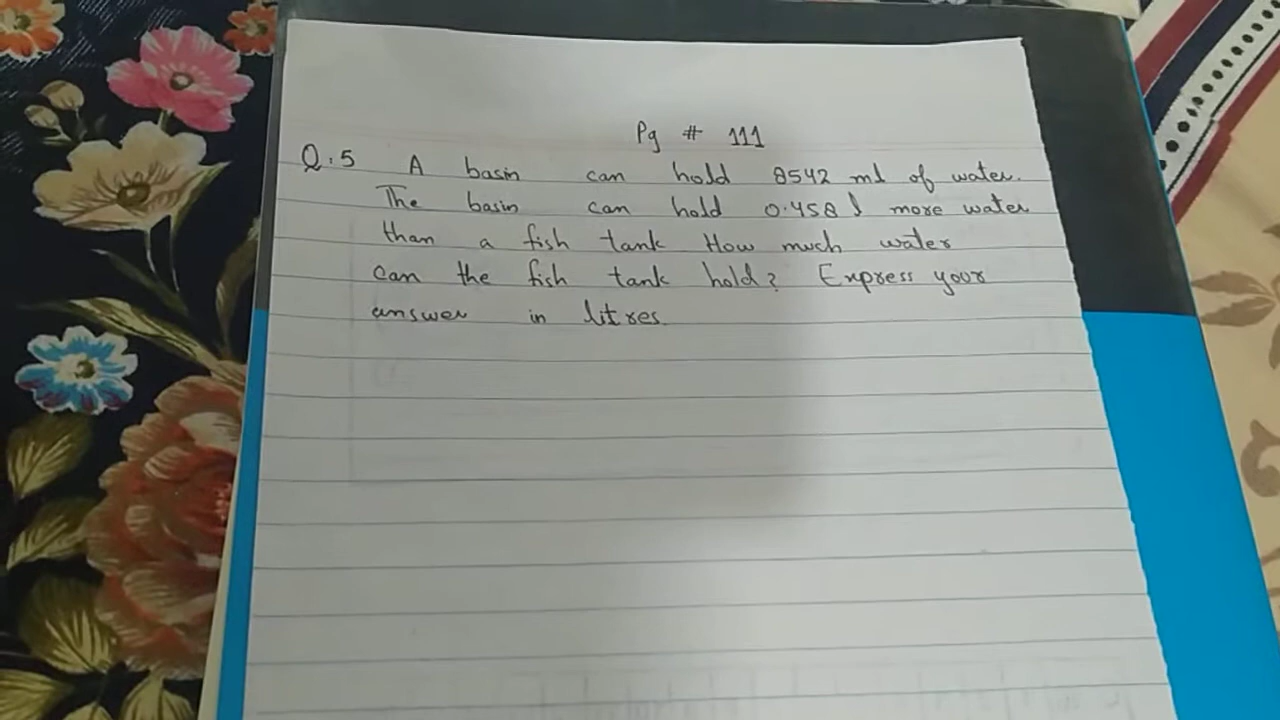 Pg # 111
Q.5 A basin can hold 8542 ml of water.
The basin can hold 0.458 l more water
than a fish tank How much water
can the fish tank hold? Express your
answer in litres